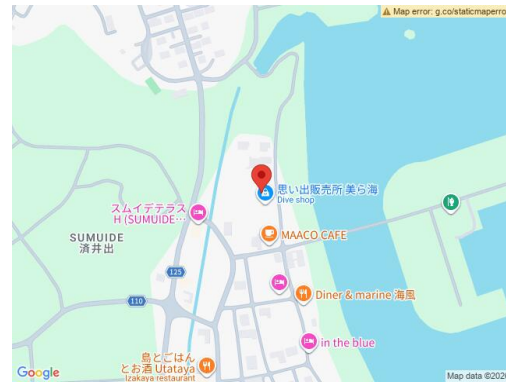 Map error: g.co/staticmaperro
思い出販売所 美ら海
Dive shop
スムイデテラス
H (SUMUIDE…
MAACO CAFE
SUMUIDE
済井出
125
110
Diner & marine 海風
島とごはん
とお酒 Utataya
Izakaya restaurant
in the blue
Google
Map data ©2026